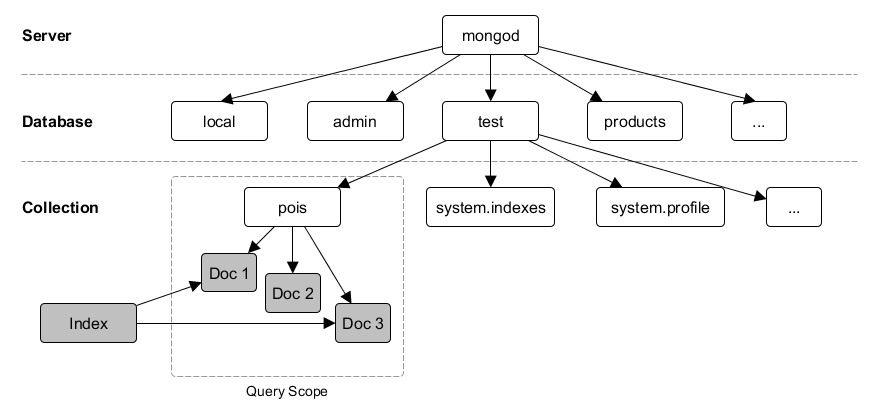 Server
mongod
Database
local
admin
test
products
...
Collection
pois
system.indexes
system.profile
...
Doc 1
Doc 2
Index
Doc 3
Query Scope